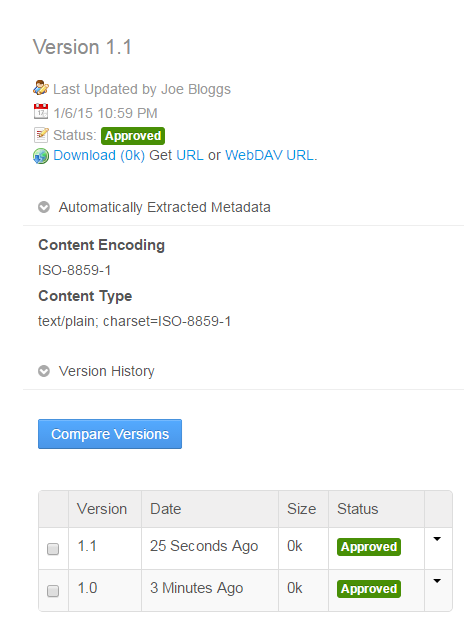 Version 1.1
Last Updated by Joe Bloggs
1/6/15 10:59 PM
Status: Approved
Download (0k) Get URL or WebDAV URL.
Automatically Extracted Metadata
Content Encoding
ISO-8859-1
Content Type
text/plain; charset=ISO-8859-1
Version History
Compare Versions
Version Date Size Status
1.1 25 Seconds Ago 0k Approved
1.0 3 Minutes Ago 0k Approved